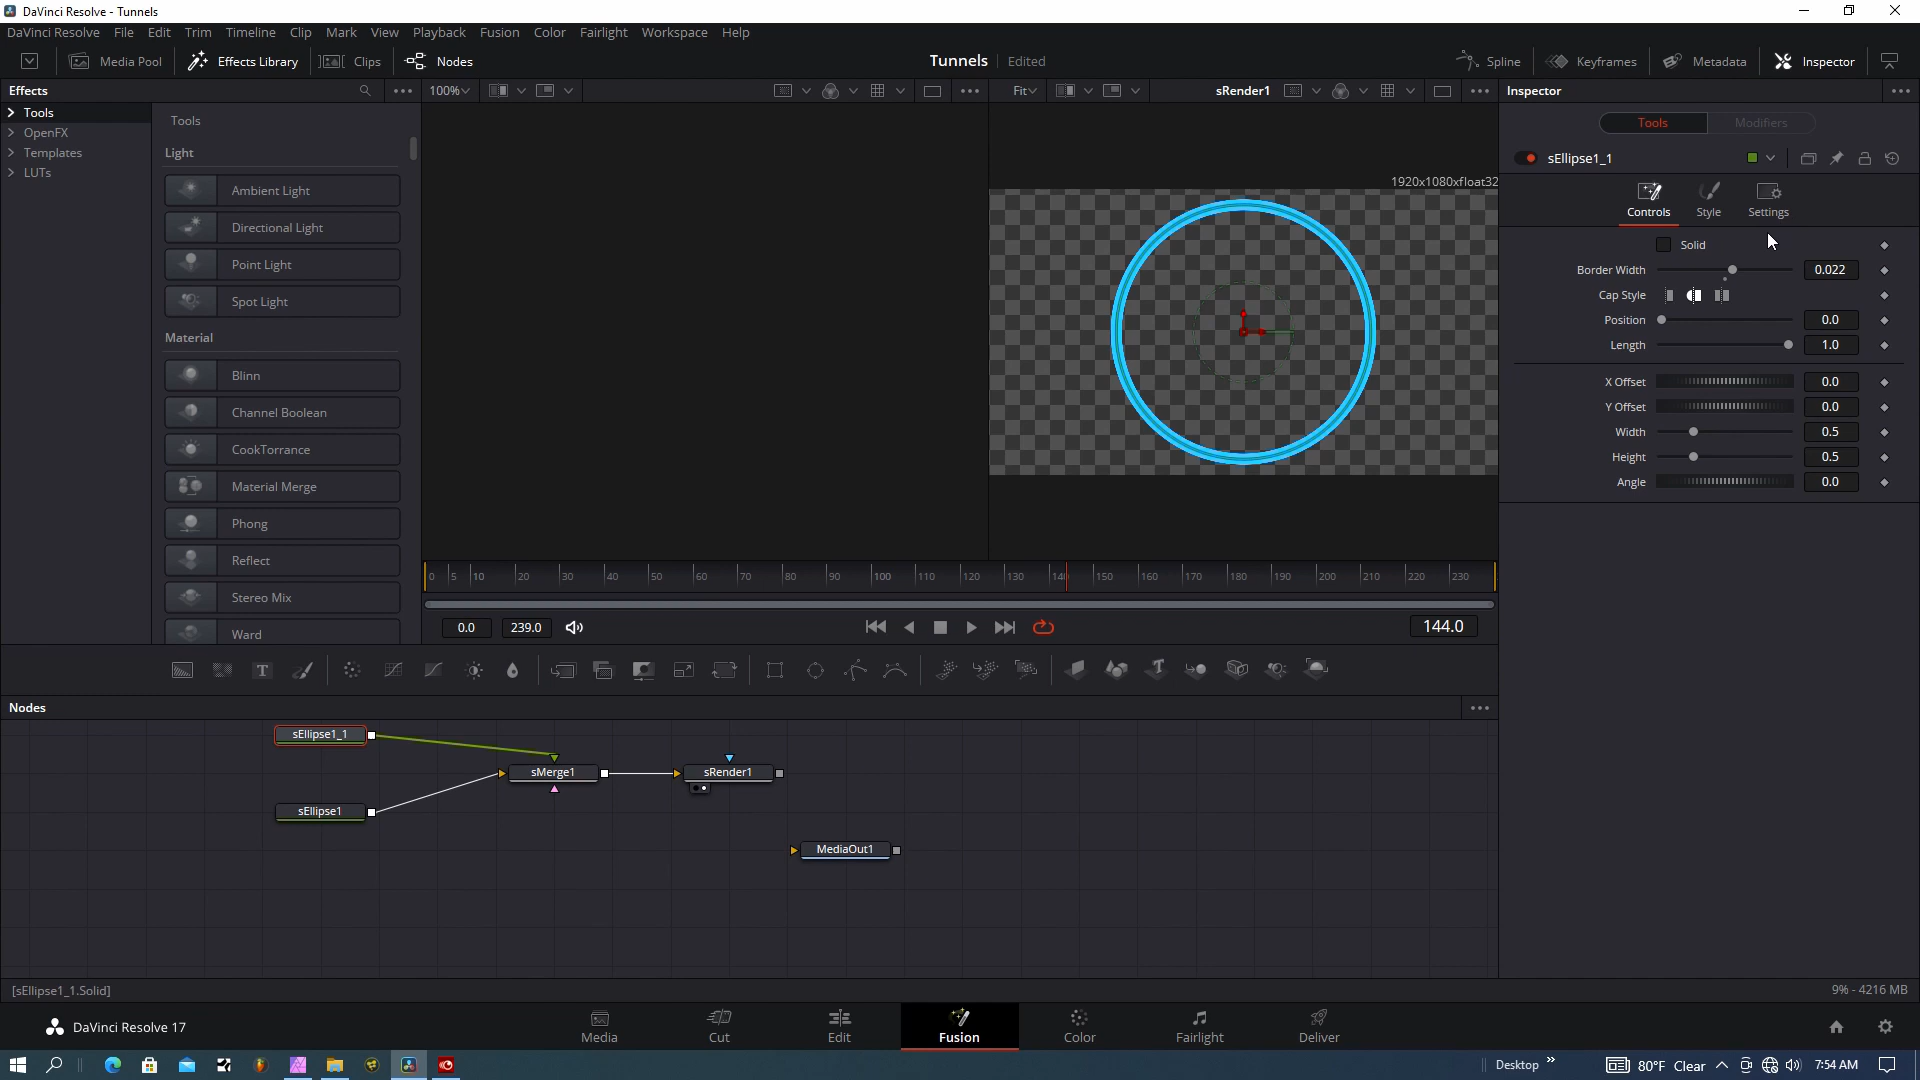 DaVinci Resolve - Tunnels
DaVinci Resolve File Edit Trim Timeline Clip Mark View Playback Fusion Color Fairlight Workspace Help
Media Pool Effects Library Clips Nodes Tunnels Edited Spline Keyframes Metadata Inspector
Effects 100% Fit sRender1 Inspector
Tools
OpenFX
Templates
LUTs
Tools
Light
Ambient Light
Directional Light
Point Light
Spot Light
Material
Blinn
Channel Boolean
CookTorrance
Material Merge
Phong
Reflect
Stereo Mix
Ward
1920x1080xfloat32
Tools Modifiers
sEllipse1_1
Controls Style Settings
Solid
Border Width 0.022
Cap Style
Position 0.0
Length 1.0
X Offset 0.0
Y Offset 0.0
Width 0.5
Height 0.5
Angle 0.0
0 5 10 20 30 40 50 60 70 80 90 100 110 120 130 140 150 160 170 180 190 200 210 220 230
0.0 239.0 144.0
Nodes
sEllipse1_1
sMerge1 sRender1
sEllipse1
MediaOut1
[sEllipse1_1.Solid] 9% - 4216 MB
DaVinci Resolve 17 Media Cut Edit Fusion Color Fairlight Deliver
Desktop 80°F Clear 7:54 AM